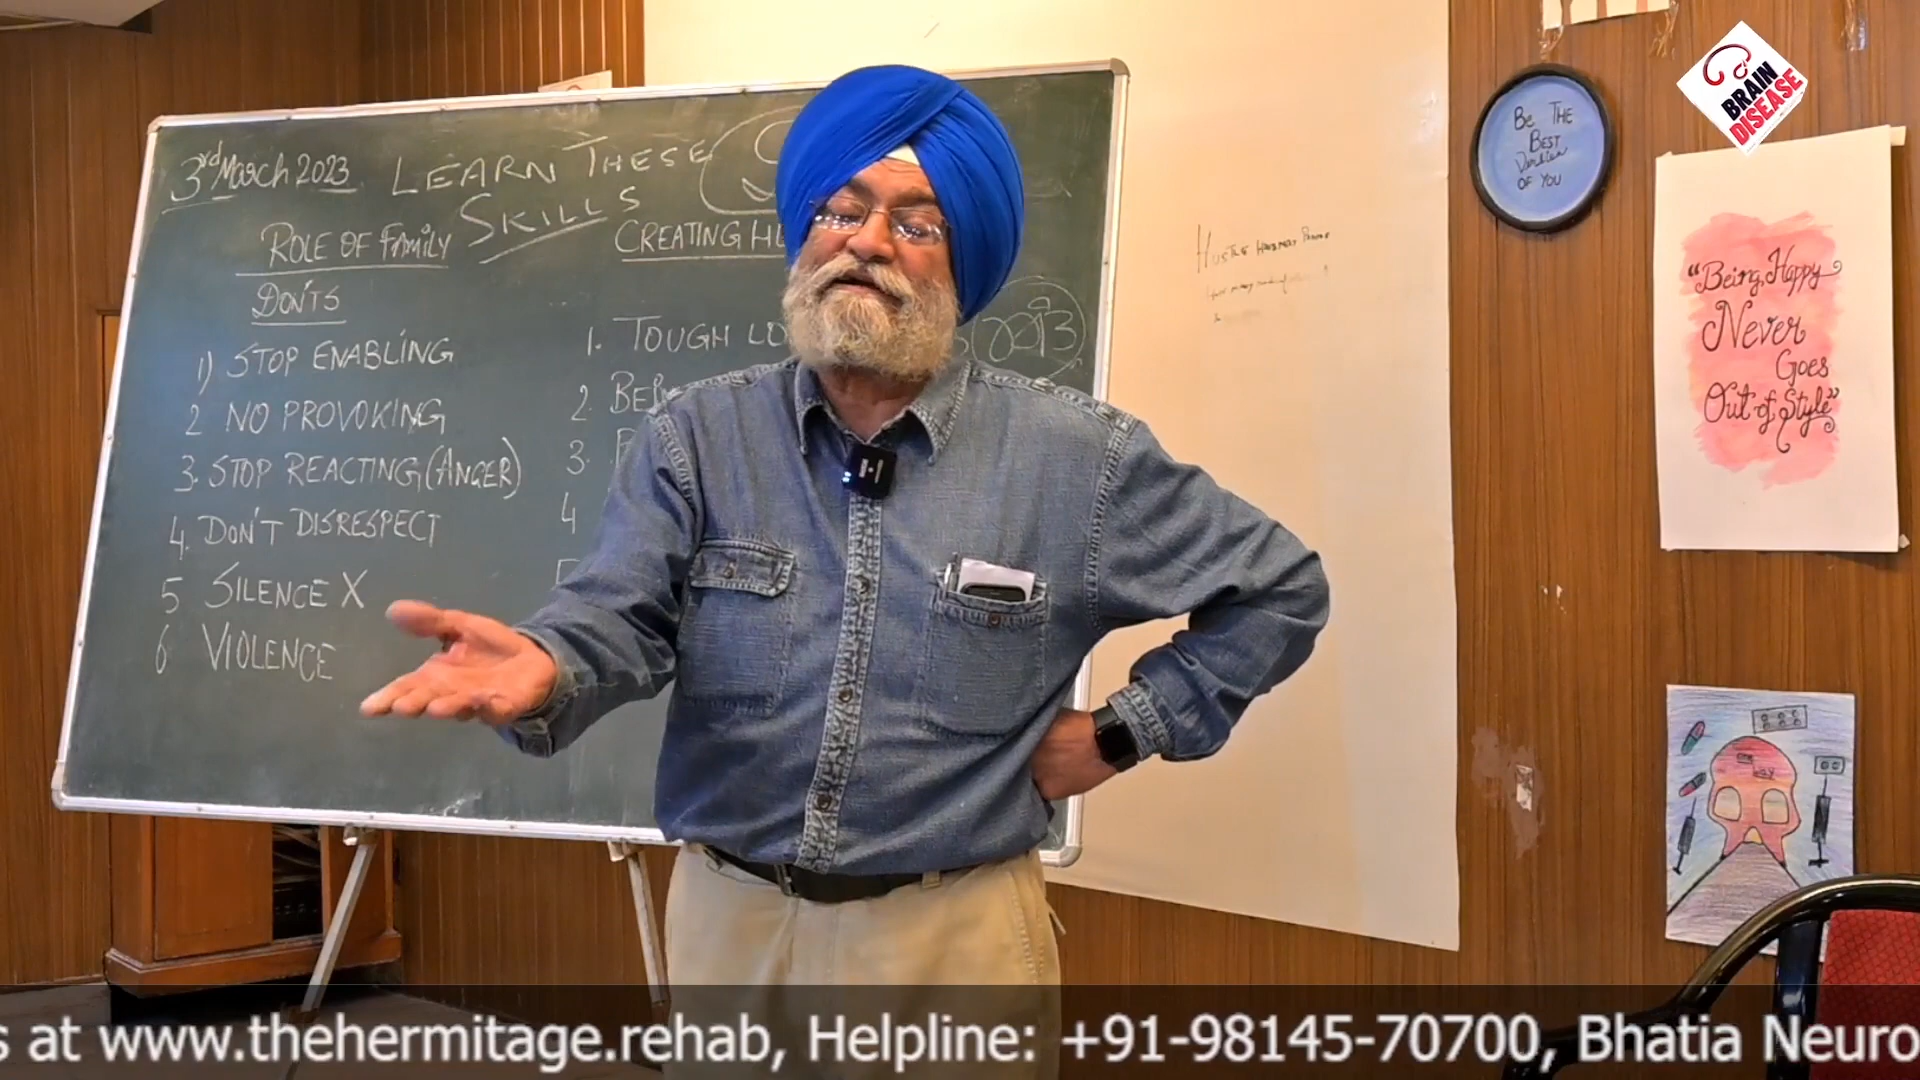 3rd March 2023 LEARN THESE
SKILLS
ROLE OF FAMILY
DON'TS
1) STOP ENABLING
2 NO PROVOKING
3. STOP REACTING (ANGER)
4. DON'T DISRESPECT
5 SILENCE X
6 VIOLENCE
CREATING
1. TOUGH
2.
3.
4
BRAIN
DISEASE
Be THE
BEST
Version
OF YOU
"Being Happy
Never
Goes
Out of Style"
s at www.thehermitage.rehab, Helpline: +91-98145-70700, Bhatia Neuro